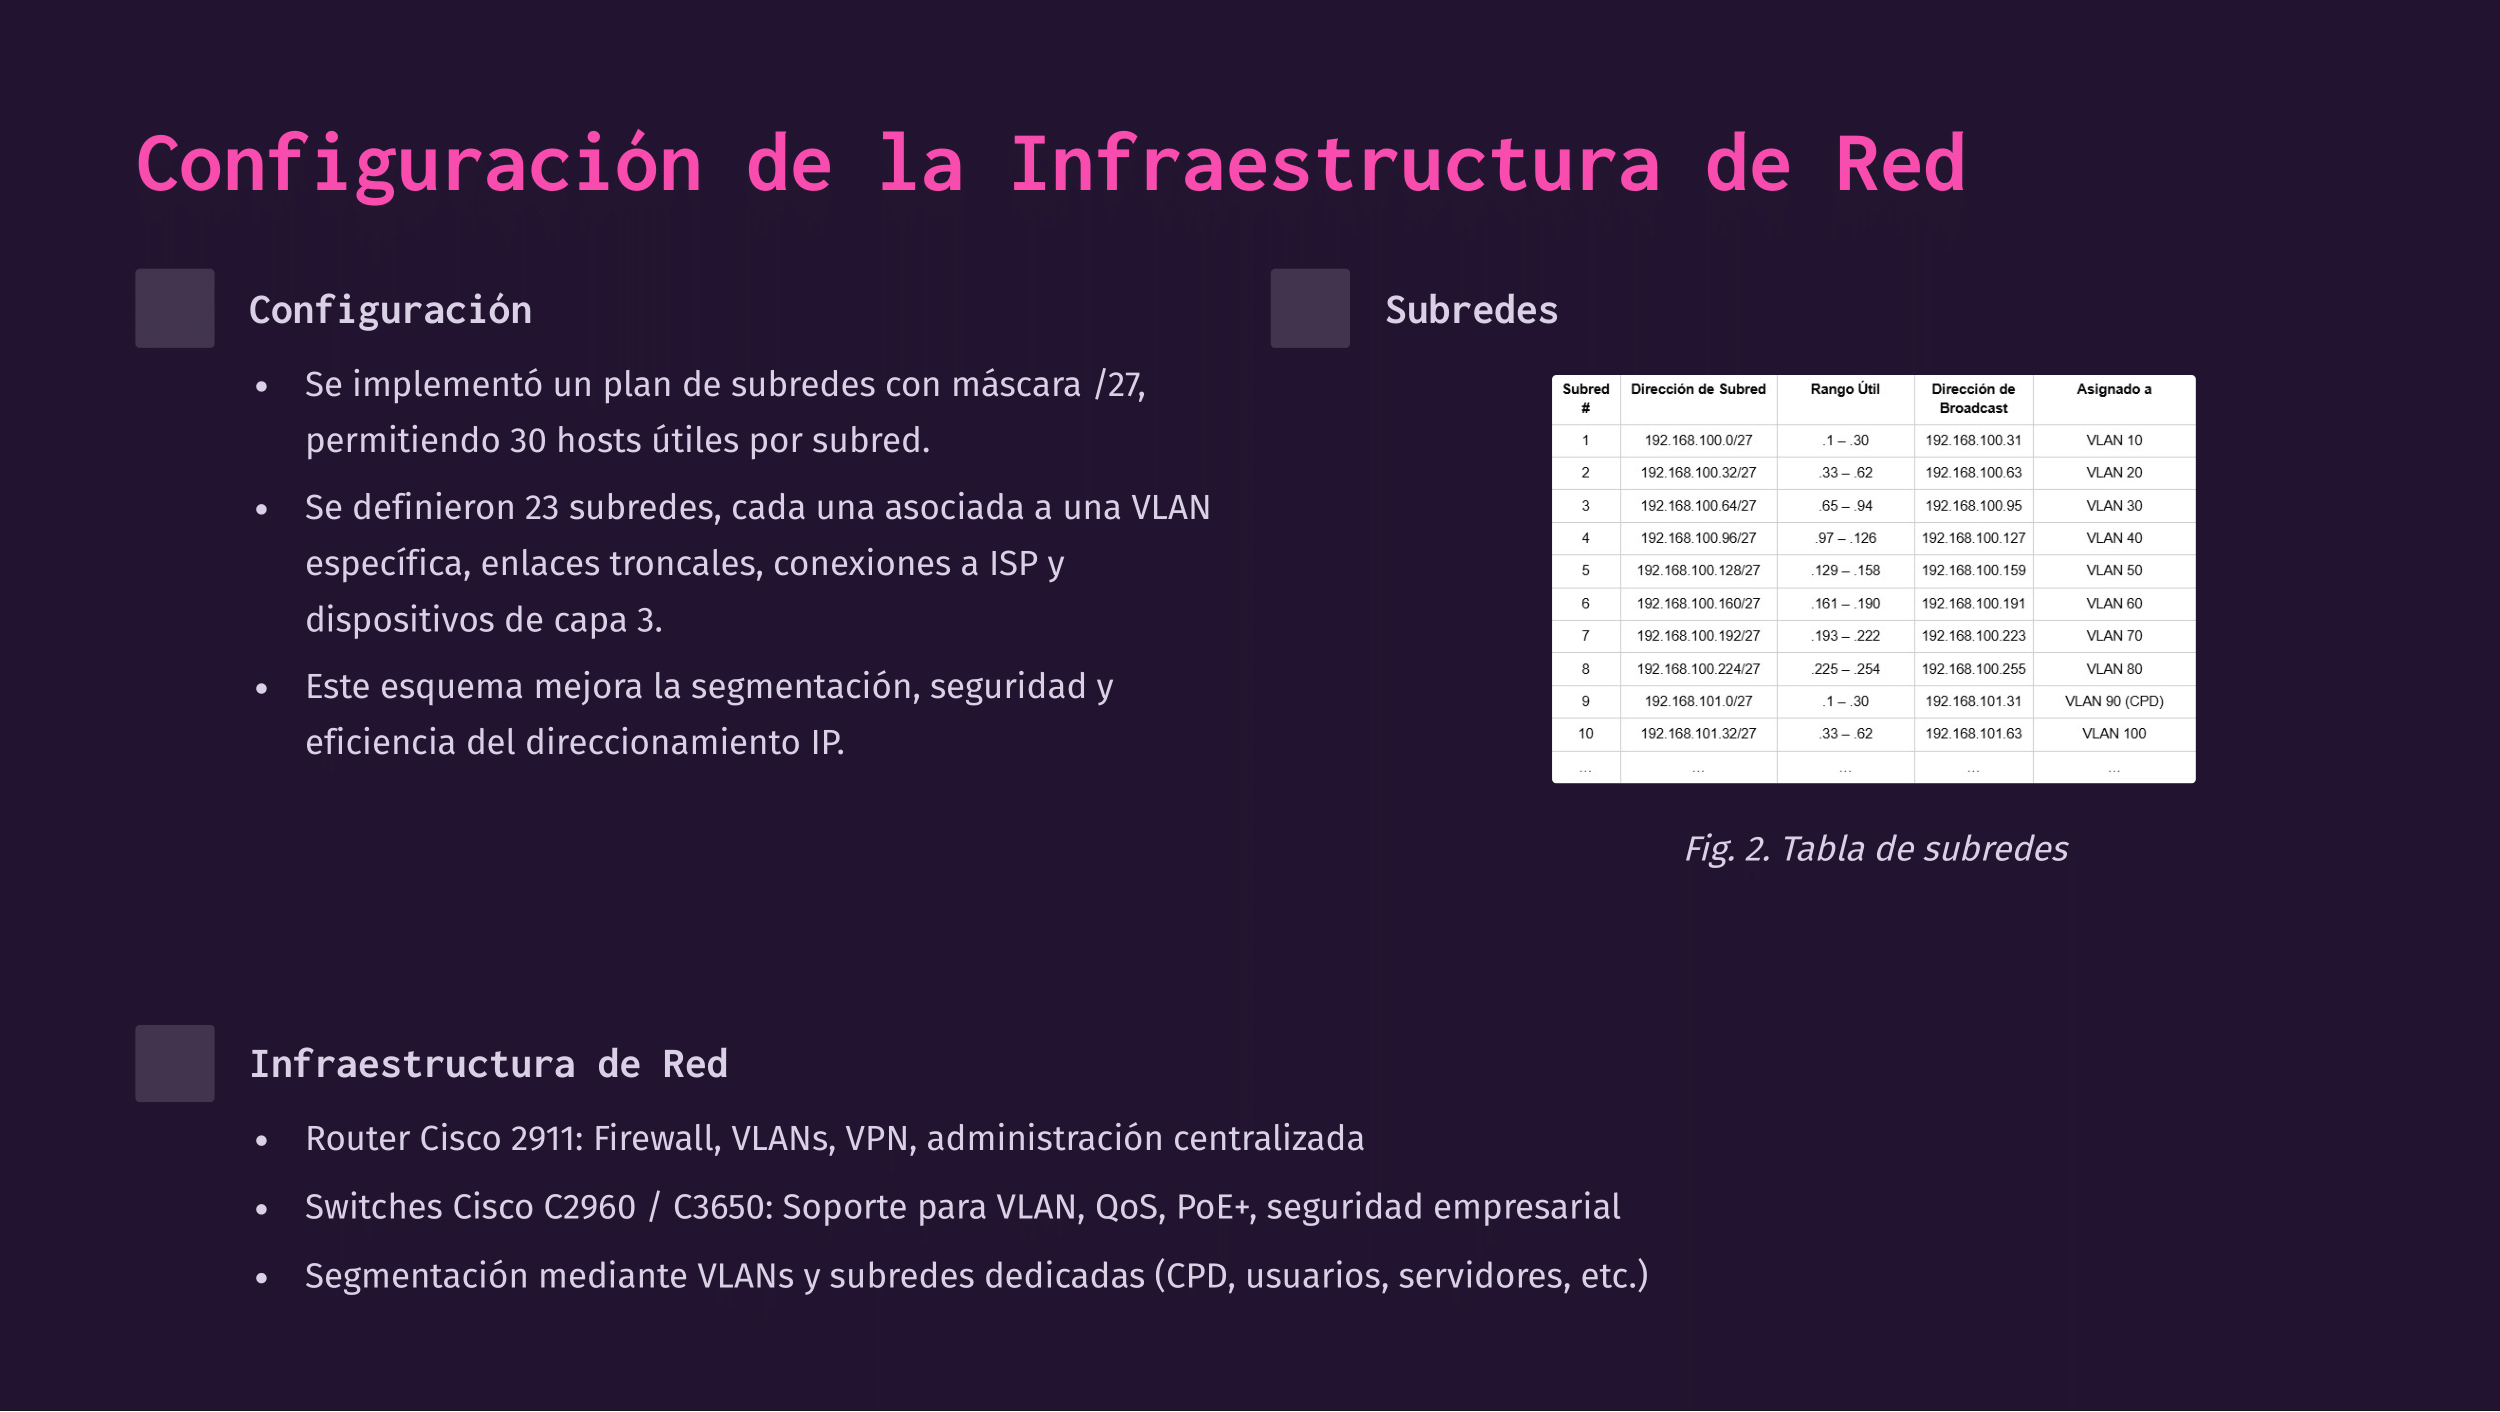 Configuración de la Infraestructura de Red
Configuración
• Se implementó un plan de subredes con máscara /27,
permitiendo 30 hosts útiles por subred.
• Se definieron 23 subredes, cada una asociada a una VLAN
específica, enlaces troncales, conexiones a ISP y
dispositivos de capa 3.
• Este esquema mejora la segmentación, seguridad y
eficiencia del direccionamiento IP.
Subredes
Subred # Dirección de Subred Rango Útil Dirección de Broadcast Asignado a
1 192.168.100.0/27 .1 – .30 192.168.100.31 VLAN 10
2 192.168.100.32/27 .33 – .62 192.168.100.63 VLAN 20
3 192.168.100.64/27 .65 – .94 192.168.100.95 VLAN 30
4 192.168.100.96/27 .97 – .126 192.168.100.127 VLAN 40
5 192.168.100.128/27 .129 – .158 192.168.100.159 VLAN 50
6 192.168.100.160/27 .161 – .190 192.168.100.191 VLAN 60
7 192.168.100.192/27 .193 – .222 192.168.100.223 VLAN 70
8 192.168.100.224/27 .225 – .254 192.168.100.255 VLAN 80
9 192.168.101.0/27 .1 – .30 192.168.101.31 VLAN 90 (CPD)
10 192.168.101.32/27 .33 – .62 192.168.101.63 VLAN 100
... ... ... ... ...
Fig. 2. Tabla de subredes
Infraestructura de Red
• Router Cisco 2911: Firewall, VLANs, VPN, administración centralizada
• Switches Cisco C2960 / C3650: Soporte para VLAN, QoS, PoE+, seguridad empresarial
• Segmentación mediante VLANs y subredes dedicadas (CPD, usuarios, servidores, etc.)